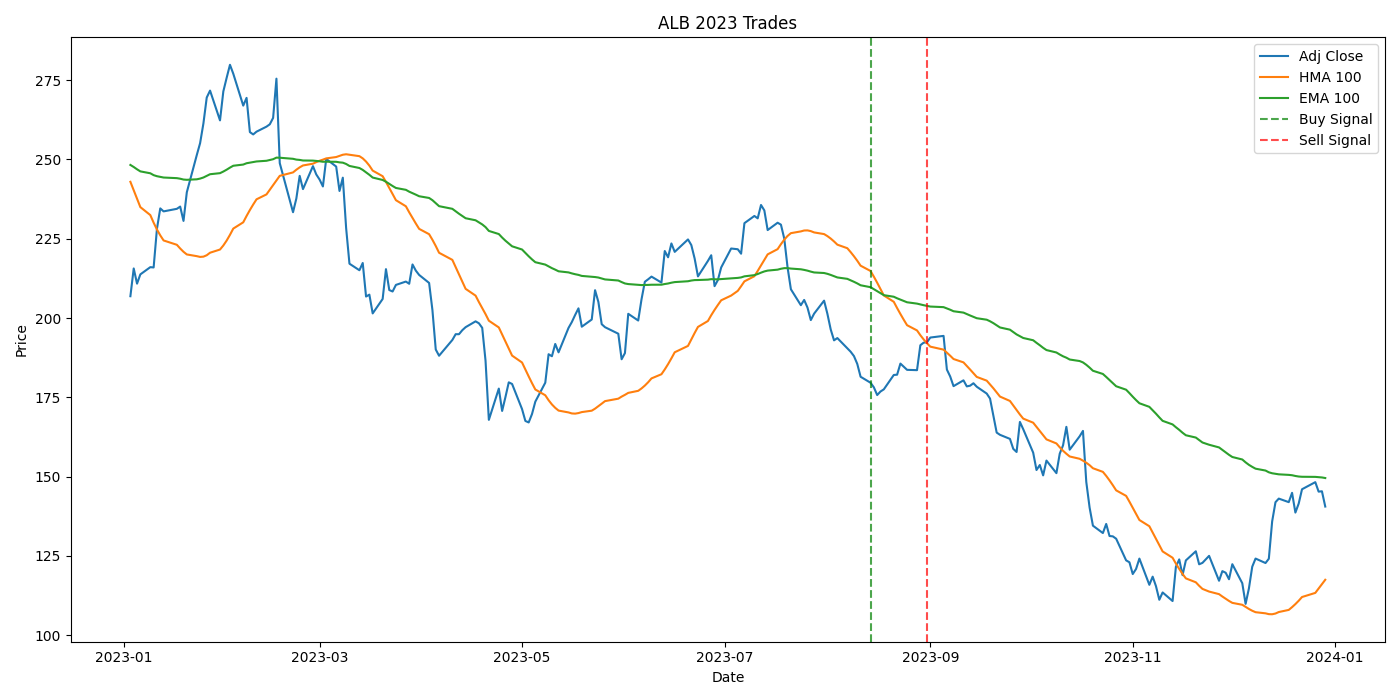 ALB 2023 Trades
Adj Close
HMA 100
EMA 100
Buy Signal
Sell Signal
Price
275
250
225
200
175
150
125
100
2023-01
2023-03
2023-05
2023-07
2023-09
2023-11
2024-01
Date